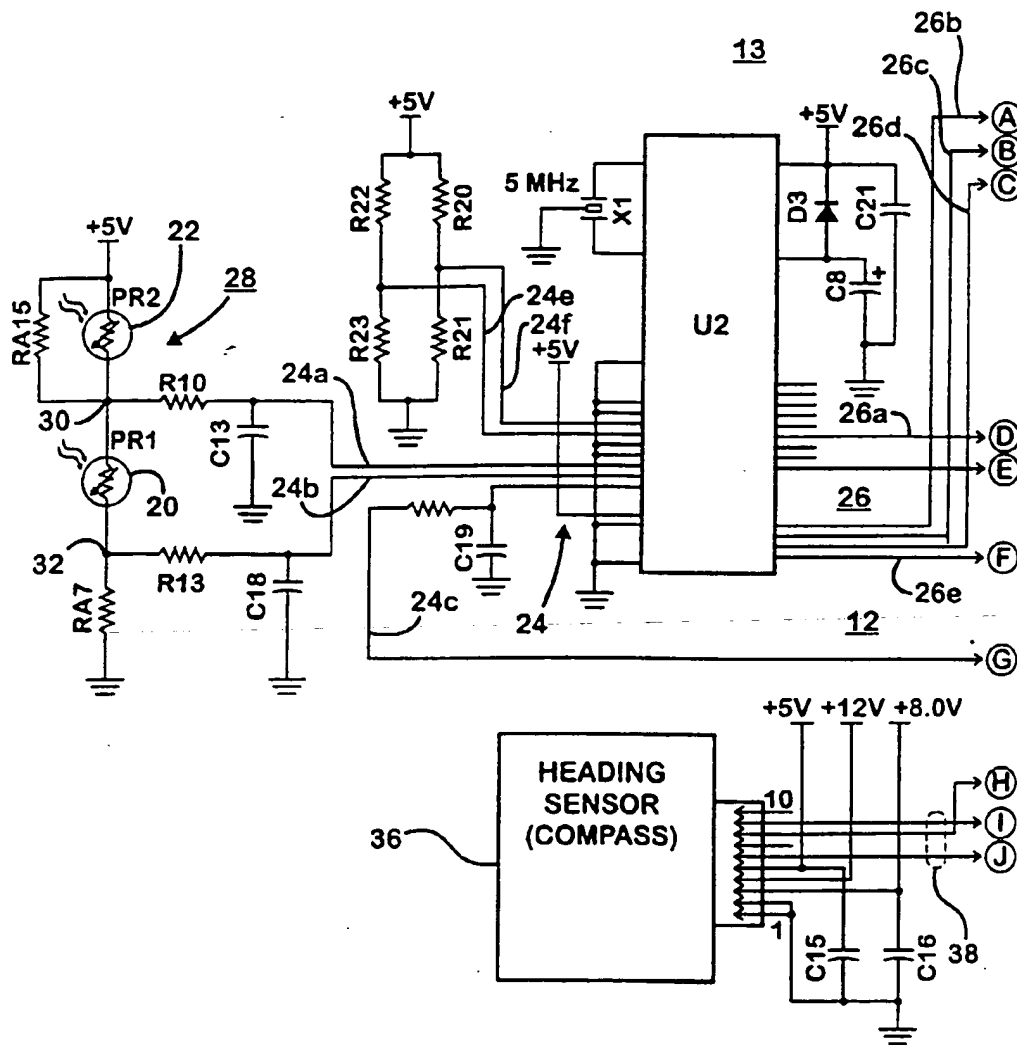 13
26b
26c
26d
A
B
C
+5V
+5V
5 MHz
X1
R22
R20
R23
R21
D3
C21
C8
+
U2
+5V
22
28
PR2
RA15
R10
30
C13
PR1
20
32
R13
C18
RA7
24a
24b
24c
24e
24f
+5V
C19
24
26a
D
E
26
F
26e
12
G
+5V
+12V
+8.0V
HEADING
SENSOR
(COMPASS)
36
10
1
H
I
J
38
C15
C16